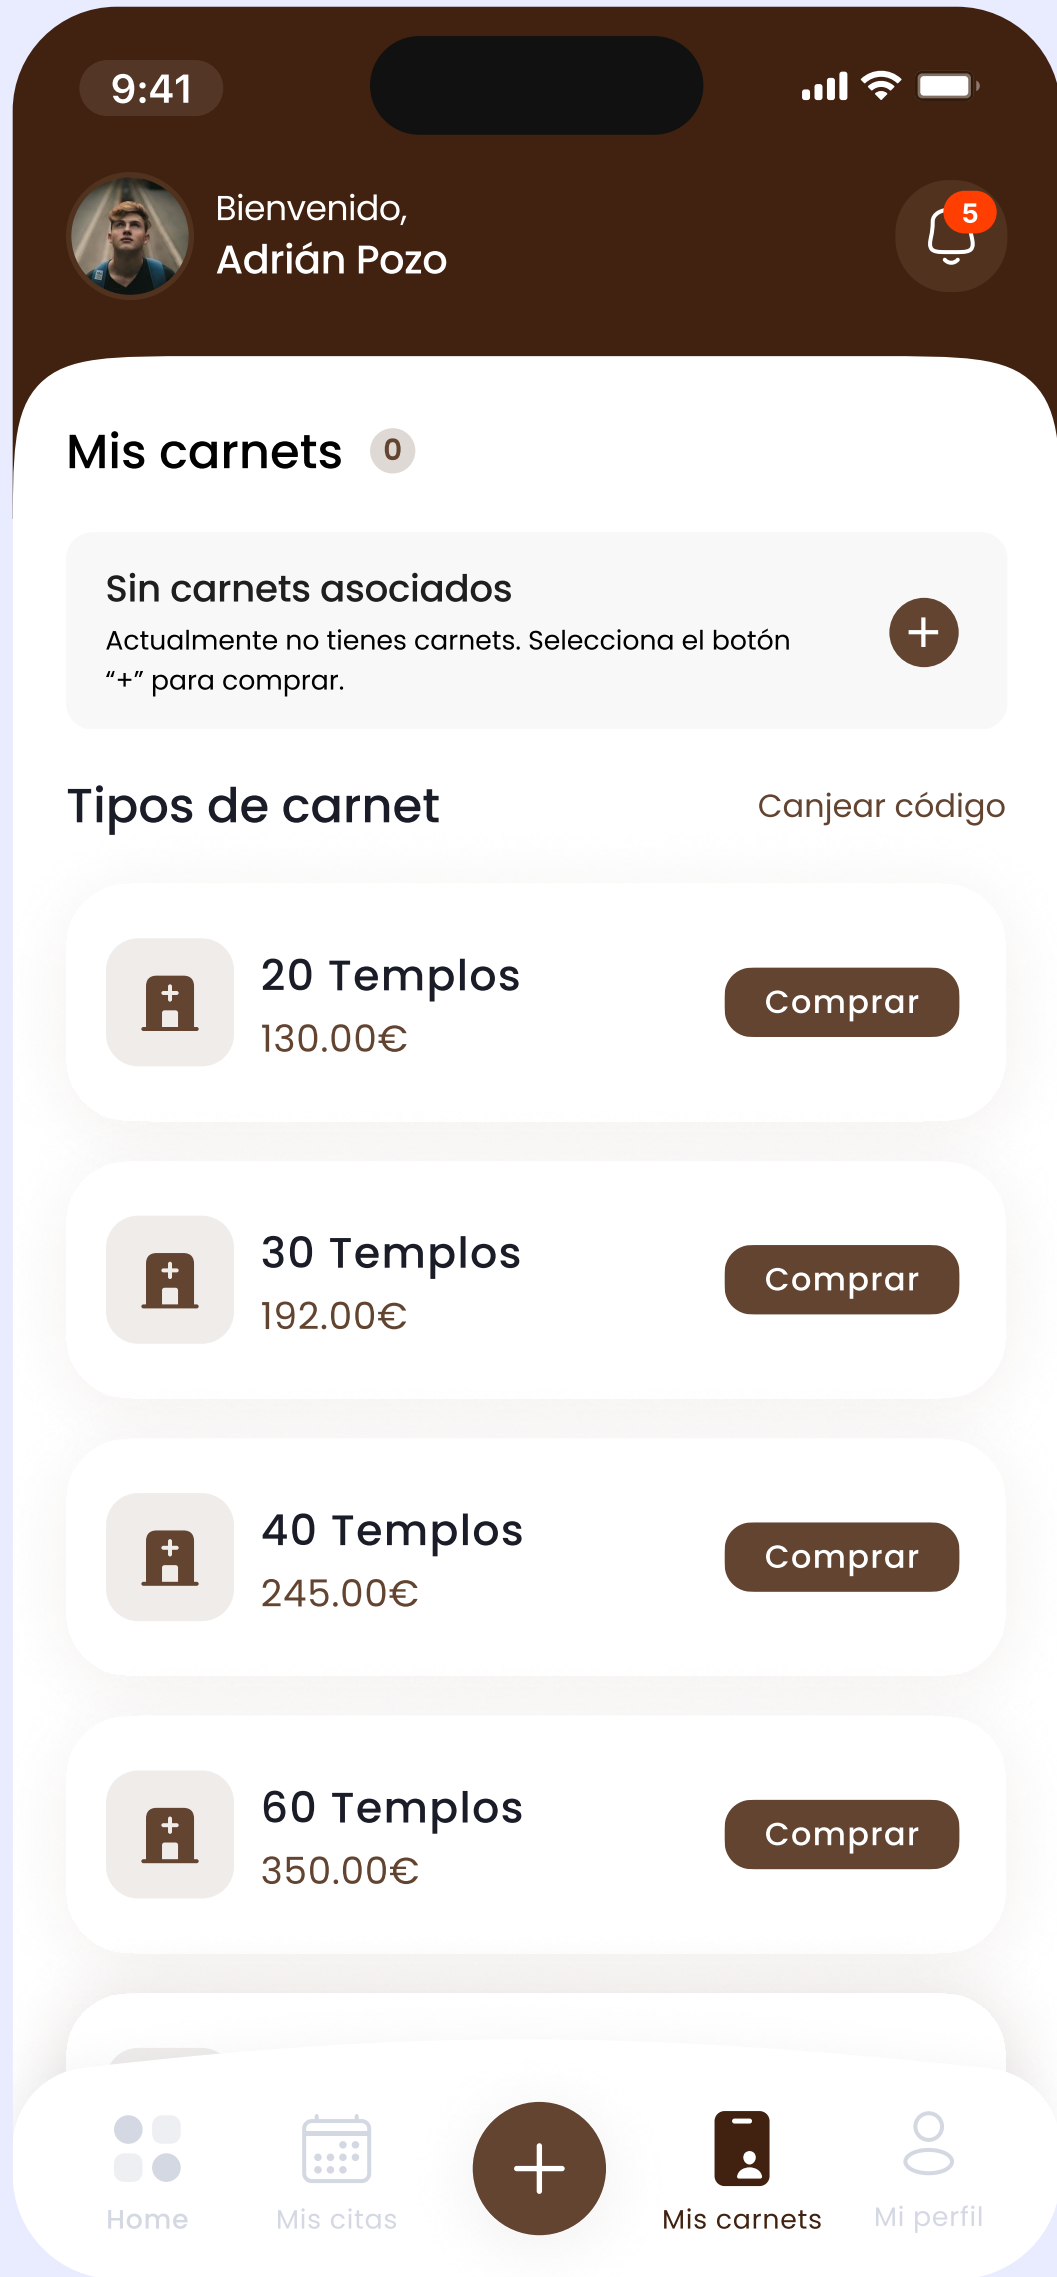 9:41
Bienvenido,
Adrián Pozo
5
Mis carnets 0
Sin carnets asociados
Actualmente no tienes carnets. Selecciona el botón
“+” para comprar.
Tipos de carnet Canjear código
20 Templos
130.00€
Comprar
30 Templos
192.00€
Comprar
40 Templos
245.00€
Comprar
60 Templos
350.00€
Comprar
Home Mis citas Mis carnets Mi perfil